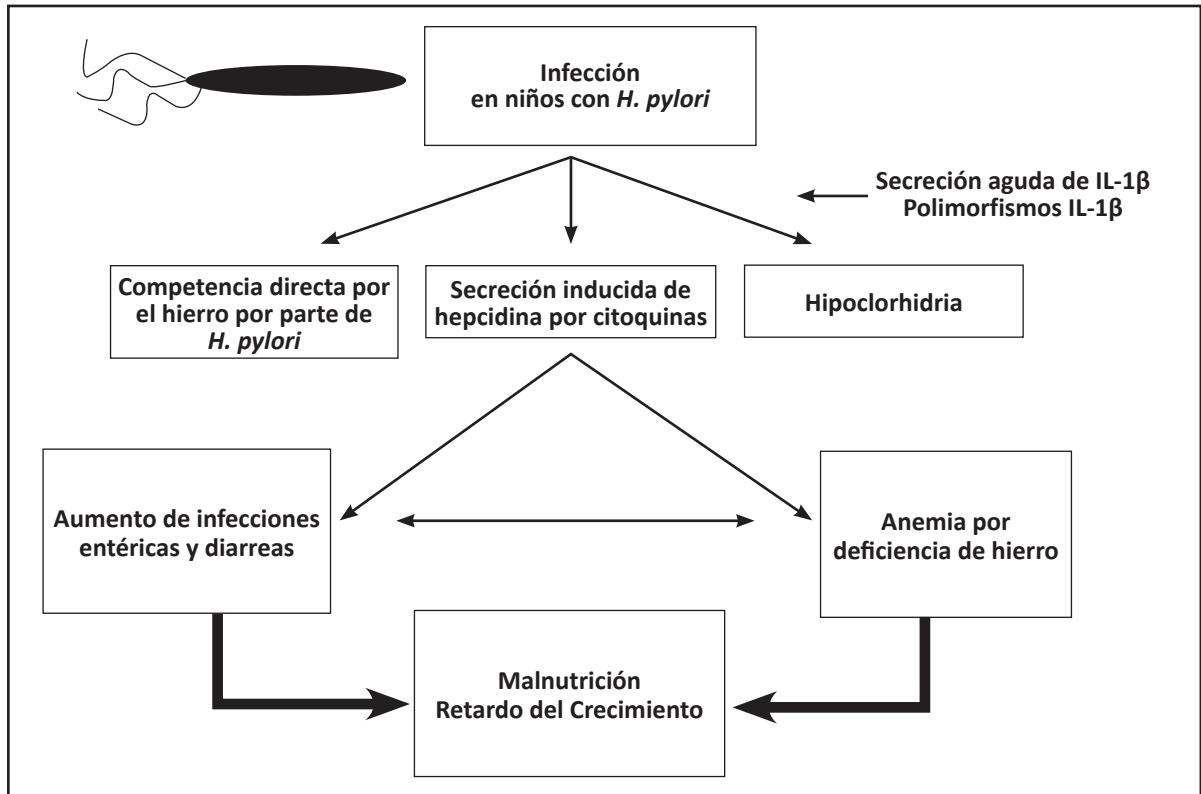 Infección
en niños con H. pylori
Secreción aguda de IL-1β
Polimorfismos IL-1β
Competencia directa por
el hierro por parte de
H. pylori
Secreción inducida de
hepcidina por citoquinas
Hipoclorhidria
Aumento de infecciones
entéricas y diarreas
Anemia por
deficiencia de hierro
Malnutrición
Retardo del Crecimiento